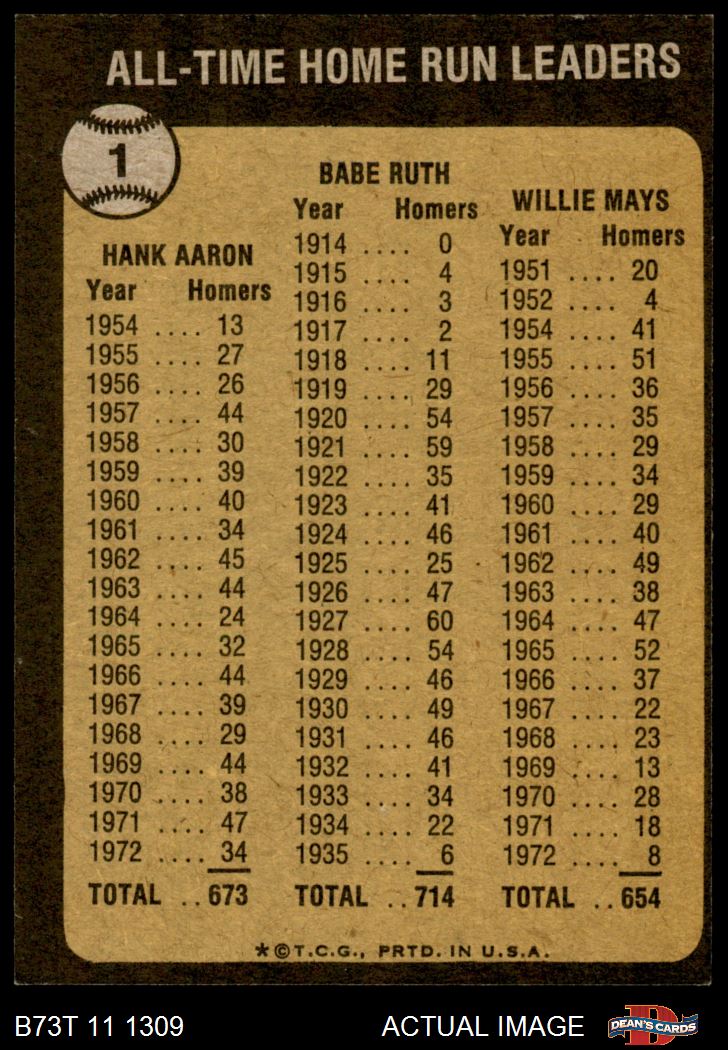 ALL-TIME HOME RUN LEADERS
1
HANK AARON
Year Homers
1954 .... 13
1955 .... 27
1956 .... 26
1957 .... 44
1958 .... 30
1959 .... 39
1960 .... 40
1961 .... 34
1962 .... 45
1963 .... 44
1964 .... 24
1965 .... 32
1966 .... 44
1967 .... 39
1968 .... 29
1969 .... 44
1970 .... 38
1971 .... 47
1972 .... 34
TOTAL .. 673
BABE RUTH
Year Homers
1914 .... 0
1915 .... 4
1916 .... 3
1917 .... 2
1918 .... 11
1919 .... 29
1920 .... 54
1921 .... 59
1922 .... 35
1923 .... 41
1924 .... 46
1925 .... 25
1926 .... 47
1927 .... 60
1928 .... 54
1929 .... 46
1930 .... 49
1931 .... 46
1932 .... 41
1933 .... 34
1934 .... 22
1935 .... 6
TOTAL .. 714
WILLIE MAYS
Year Homers
1951 .... 20
1952 .... 4
1954 .... 41
1955 .... 51
1956 .... 36
1957 .... 35
1958 .... 29
1959 .... 34
1960 .... 29
1961 .... 40
1962 .... 49
1963 .... 38
1964 .... 47
1965 .... 52
1966 .... 37
1967 .... 22
1968 .... 23
1969 .... 13
1970 .... 28
1971 .... 18
1972 .... 8
TOTAL .. 654
*©T.C.G., PRTD. IN U.S.A.
B73T 11 1309
ACTUAL IMAGE
D
DEAN'S CARDS